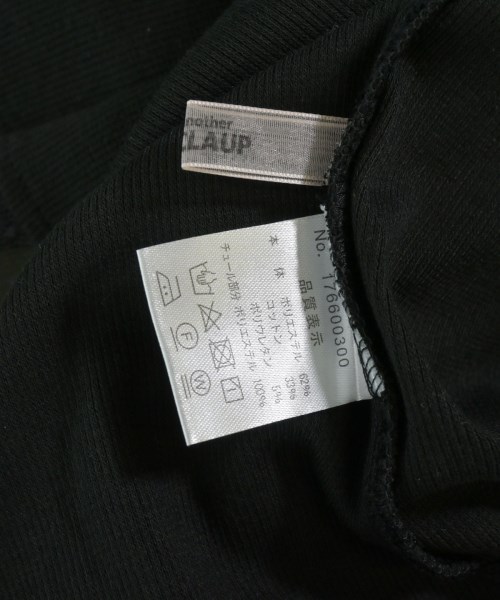 nother
CLAUP
No. 176600300
品質表示
本体 ポリエステル 62%
コットン 33%
ポリウレタン 5%
チュール部分 ポリエステル 100%
F
W